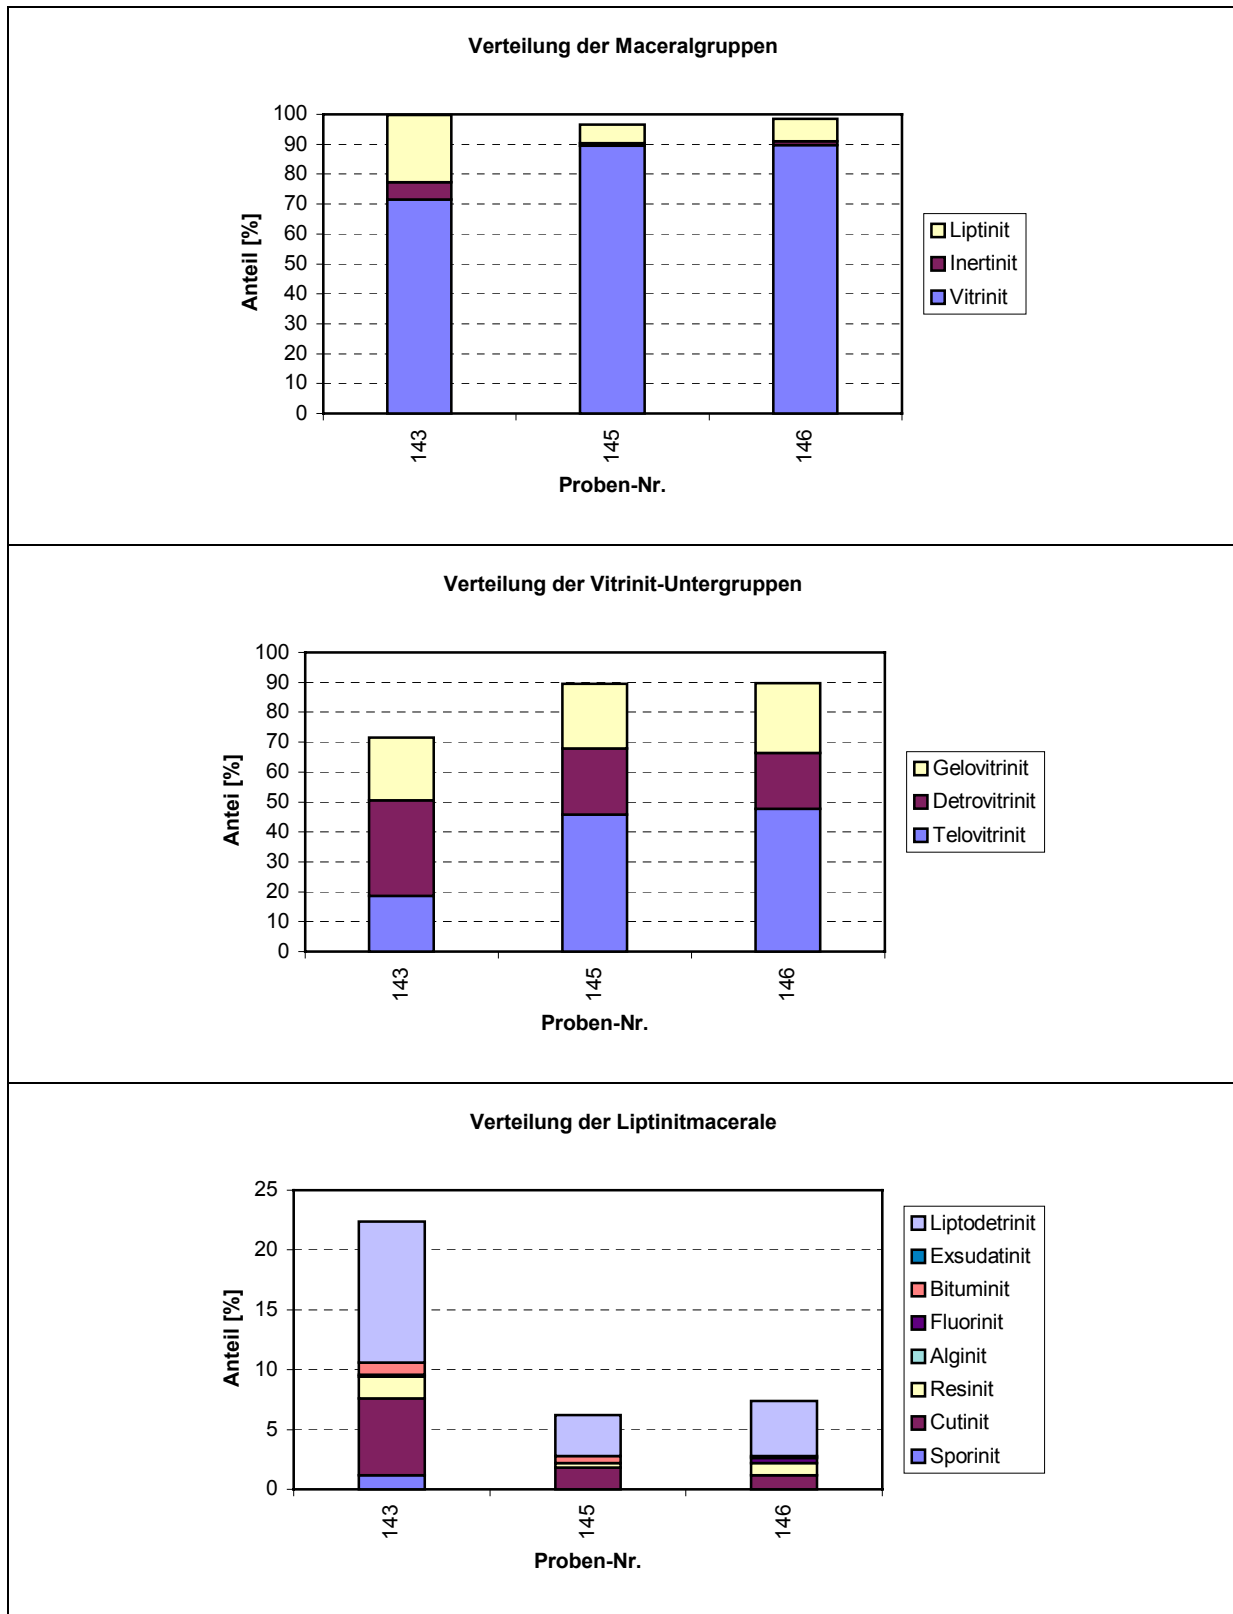 Verteilung der Maceralgruppen
100
90
80
70
60
50
40
30
20
10
0
Anteil [%]
143
145
146
Proben-Nr.
Liptinit
Inertinit
Vitrinit
Verteilung der Vitrinit-Untergruppen
100
90
80
70
60
50
40
30
20
10
0
Antei [%]
143
145
146
Proben-Nr.
Gelovitrinit
Detrovitrinit
Telovitrinit
Verteilung der Liptinitmacerale
25
20
15
10
5
0
Anteil [%]
143
145
146
Proben-Nr.
Liptodetrinit
Exsudatinit
Bituminit
Fluorinit
Alginit
Resinit
Cutinit
Sporinit